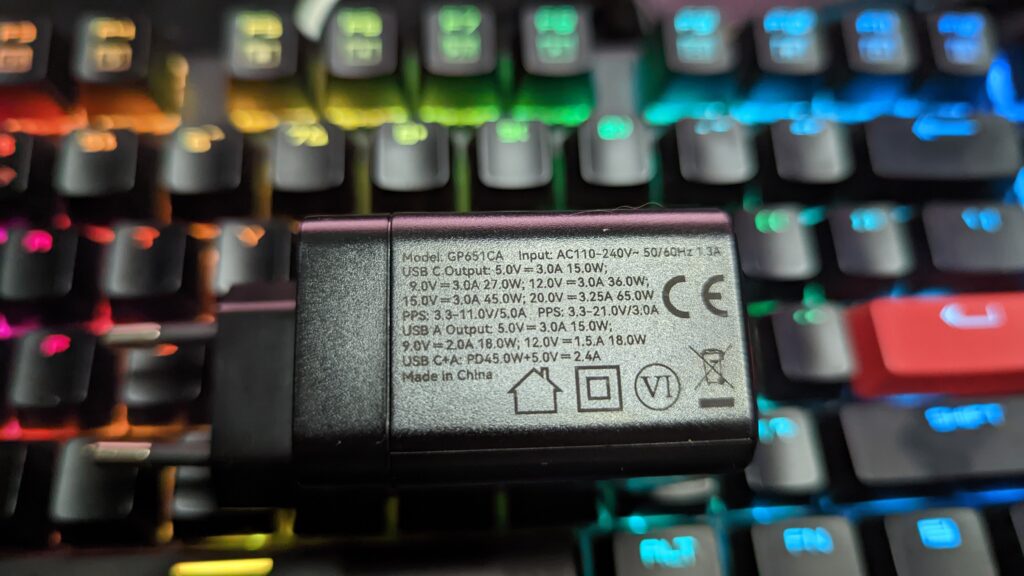 Model: GP651CA Input: AC110-240V~ 50/60Hz 1.3A
USB C Output: 5.0V⎓3.0A 15.0W;
9.0V⎓3.0A 27.0W; 12.0V⎓3.0A 36.0W;
15.0V⎓3.0A 45.0W; 20.0V⎓3.25A 65.0W
PPS: 3.3-11.0V/5.0A PPS: 3.3-21.0V/3.0A
USB A Output: 5.0V⎓3.0A 15.0W;
9.0V⎓2.0A 18.0W; 12.0V⎓1.5A 18.0W
USB C+A: PD45.0W+5.0V⎓2.4A
Made in China
CE
VI
SHIFT
ALT
FN